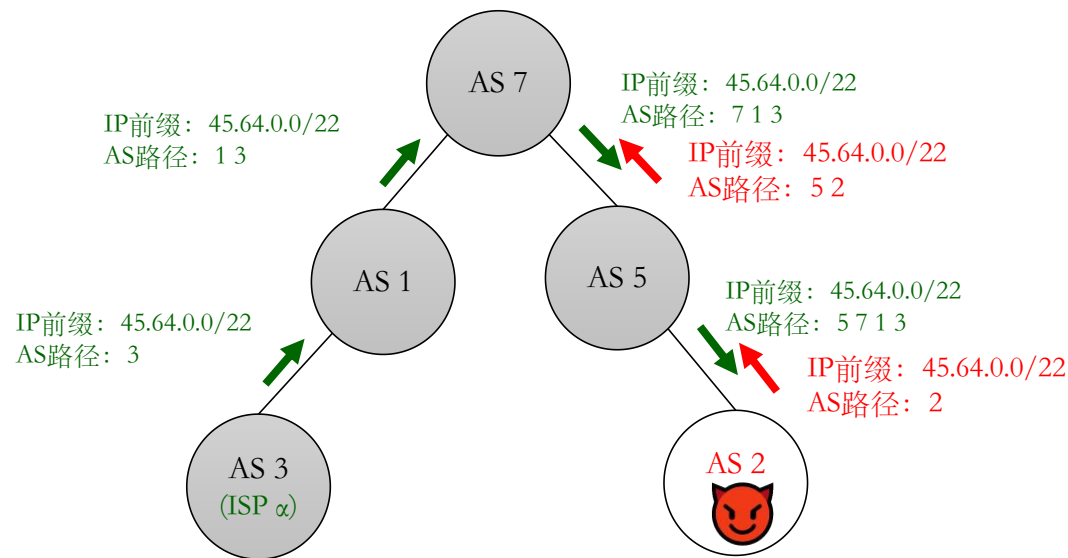 AS 7
IP前缀：45.64.0.0/22
AS路径：7 1 3
IP前缀：45.64.0.0/22
AS路径：1 3
IP前缀：45.64.0.0/22
AS路径：5 2
AS 1
AS 5
IP前缀：45.64.0.0/22
AS路径：5 7 1 3
IP前缀：45.64.0.0/22
AS路径：3
IP前缀：45.64.0.0/22
AS路径：2
AS 3
(ISP α)
AS 2